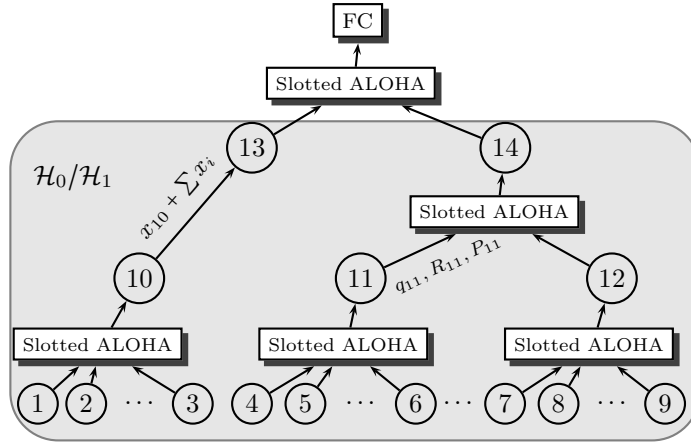 FC
Slotted ALOHA
13 14
H₀/H₁
x₁₀ + ∑ xᵢ
Slotted ALOHA
10 11 12
q₁₁, R₁₁, P₁₁
Slotted ALOHA Slotted ALOHA Slotted ALOHA
1 2 ... 3 4 5 ... 6 ... 7 8 ... 9